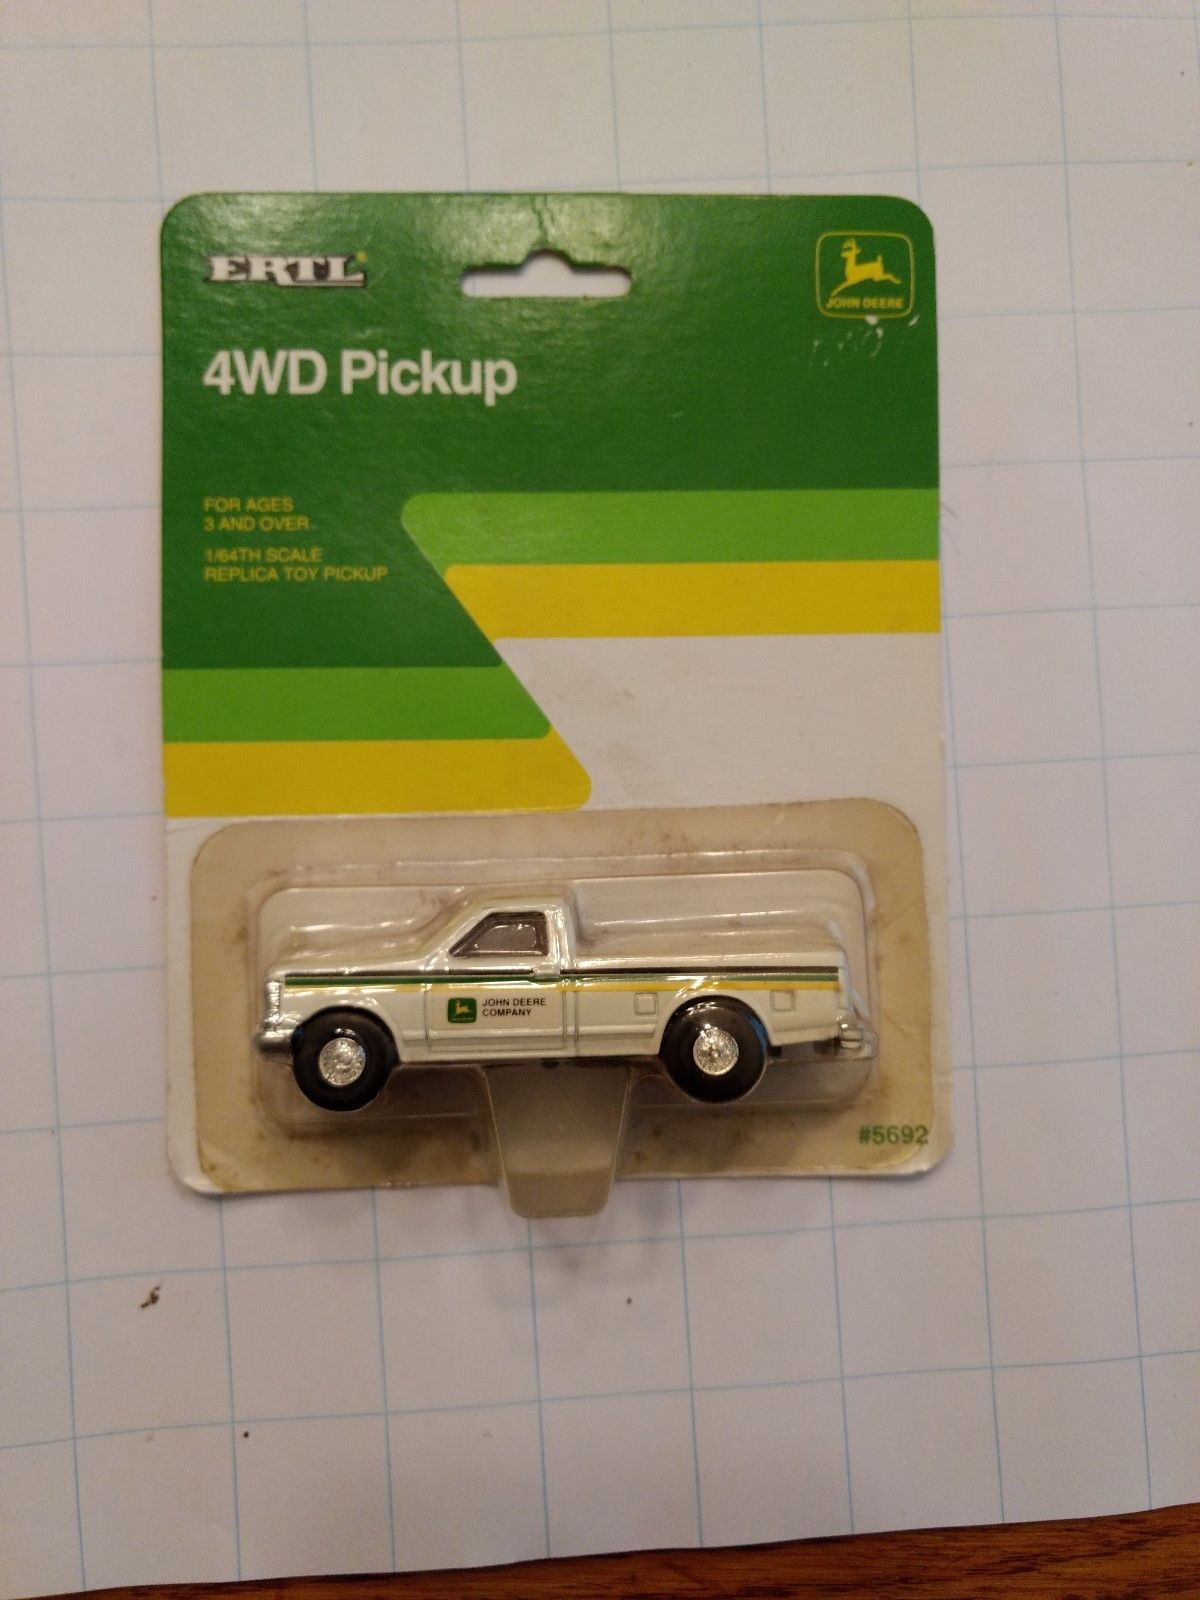 ERTL
JOHN DEERE
4WD Pickup
FOR AGES
3 AND OVER
1/64TH SCALE
REPLICA TOY PICKUP
JOHN DEERE
COMPANY
#5692